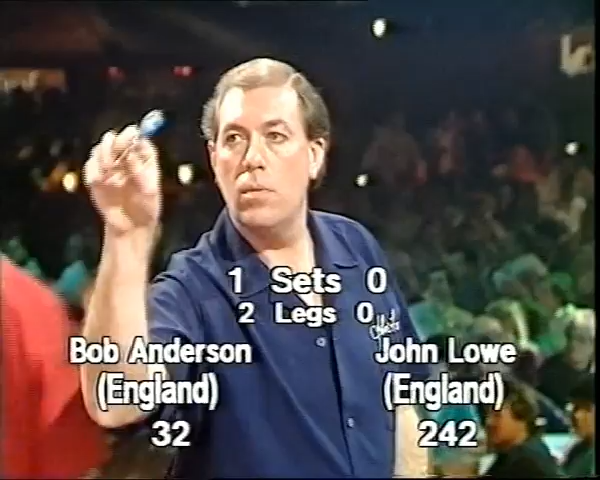 1 Sets 0
2 Legs 0
Bob Anderson John Lowe
(England) (England)
32 242